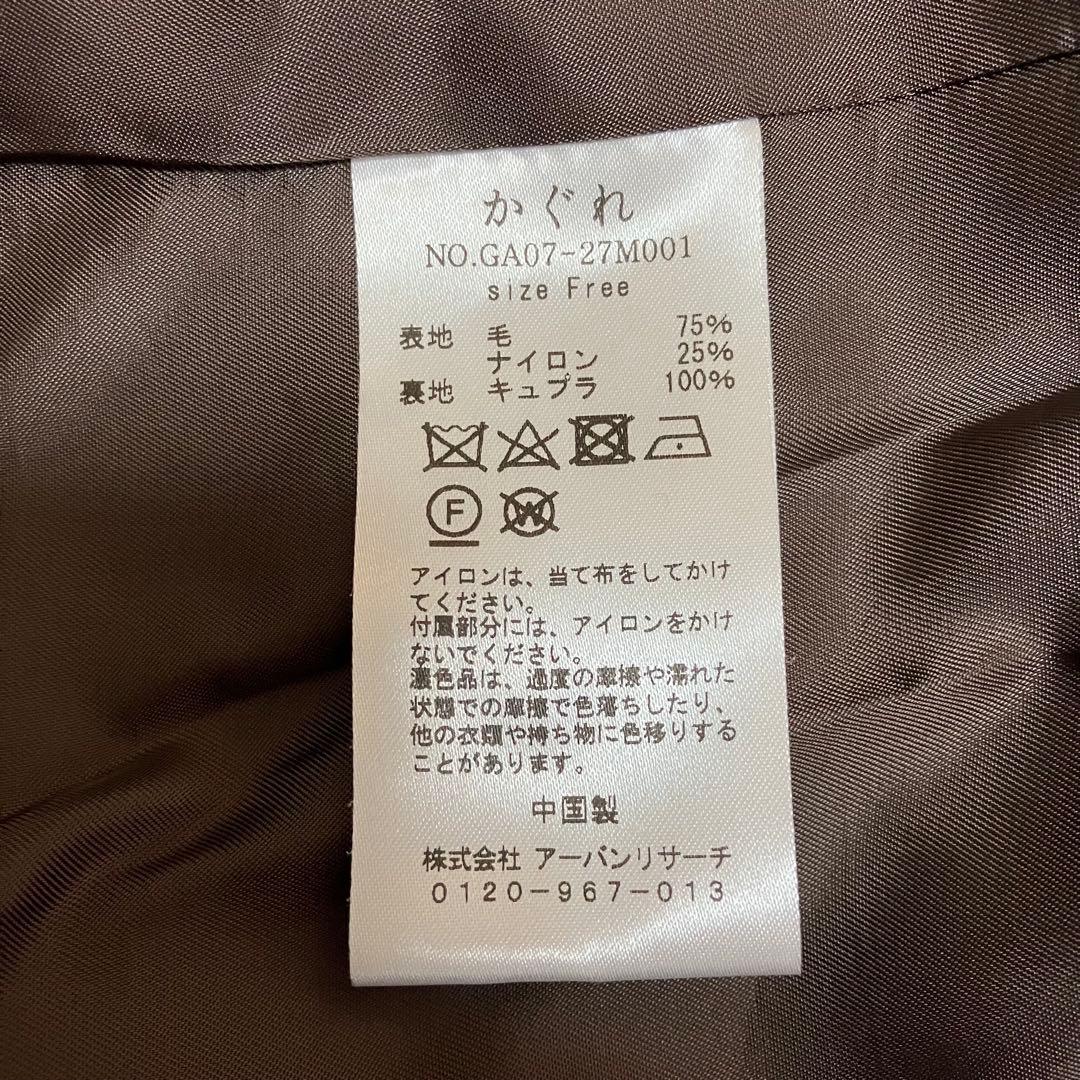 かぐれ
NO.GA07-27M001
size Free
表地 毛 75%
ナイロン 25%
裏地 キュプラ 100%
F W
アイロンは、当て布をしてかけ
てください。
付属部分には、アイロンをかけ
ないでください。
濃色品は、過度の摩擦や濡れた
状態での摩擦で色落ちしたり、
他の衣類や持ち物に色移りする
ことがあります。
中国製
株式会社 アーバンリサーチ
0120-967-013